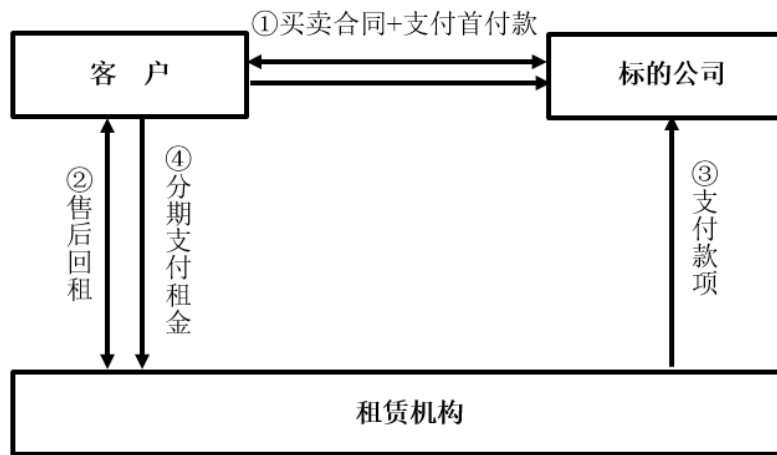 ①买卖合同+支付首付款
客 户
标的公司
②售后回租
④分期支付租金
③支付款项
租赁机构